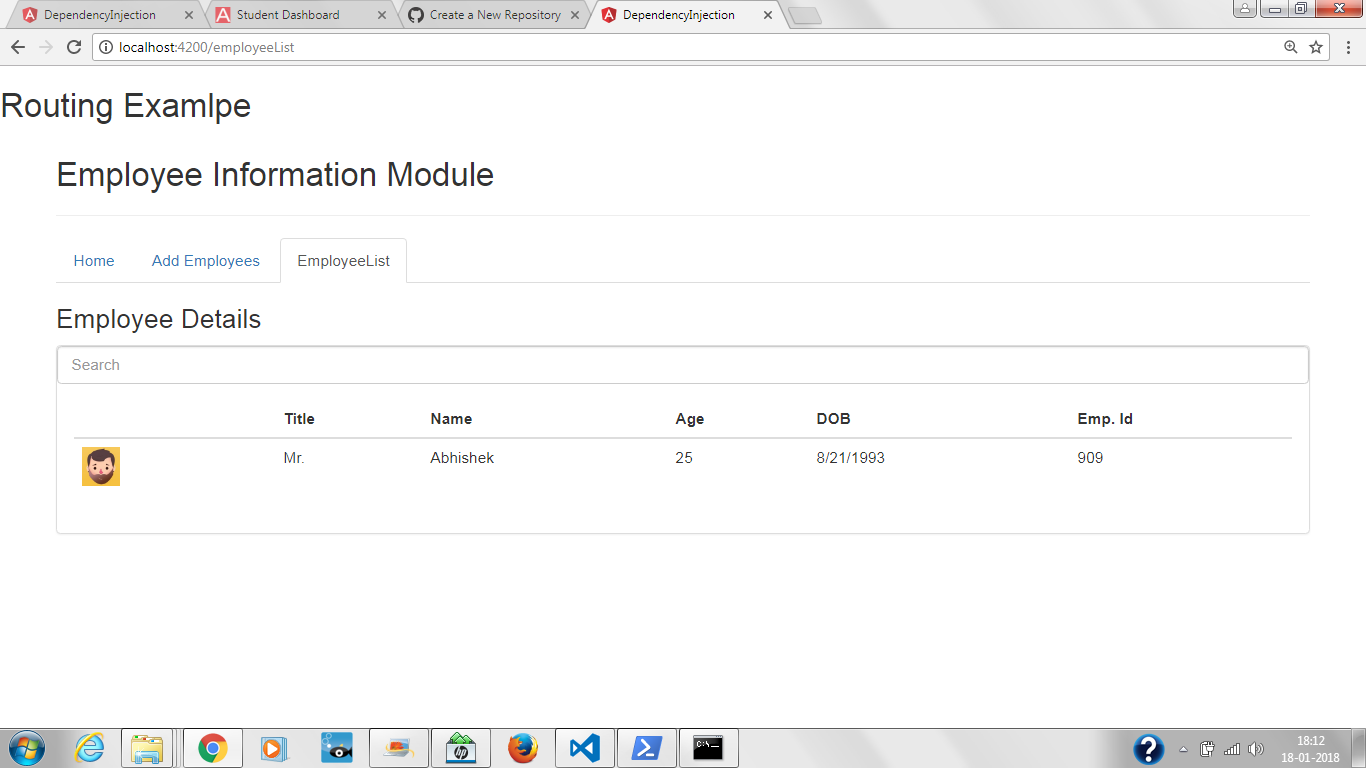 DependencyInjection
Student Dashboard
Create a New Repository
DependencyInjection
localhost:4200/employeeList
Routing Examlpe
Employee Information Module
Home
Add Employees
EmployeeList
Employee Details
Search
Title Name Age DOB Emp. Id
Mr. Abhishek 25 8/21/1993 909
hp
C:\
18:12
18-01-2018